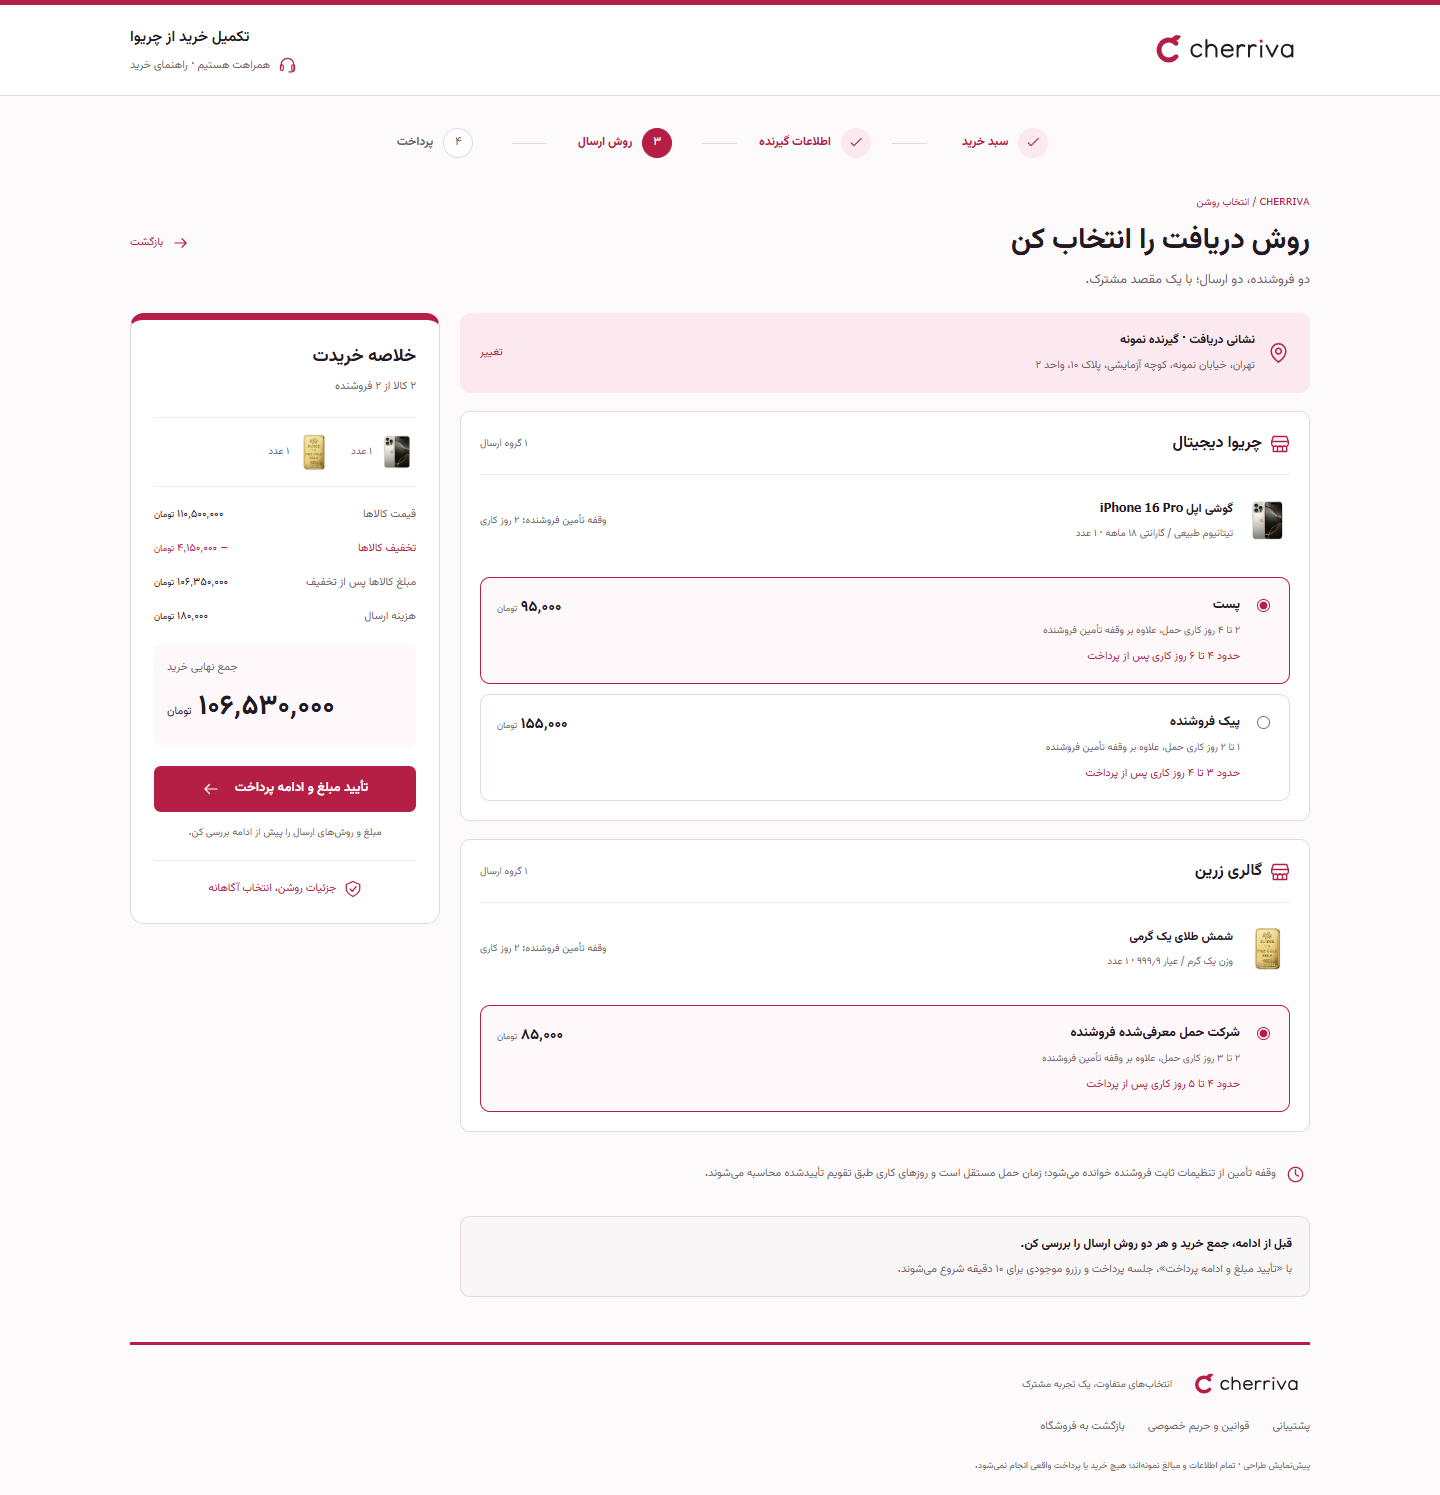 cherriva
تکمیل خرید از چریوا
همراهت هستیم · راهنمای خرید
سبد خرید
اطلاعات گیرنده
۳ روش ارسال
۴ پرداخت
CHERRIVA / انتخاب روشن
روش دریافت را انتخاب کن
بازگشت
دو فروشنده، دو ارسال؛ با یک مقصد مشترک.
نشانی دریافت · گیرنده نمونه
تهران، خیابان نمونه، کوچه آزمایشی، پلاک ۱۰، واحد ۲
تغییر
چریوا دیجیتال
۱ گروه ارسال
گوشی اپل iPhone 16 Pro
تیتانیوم طبیعی / گارانتی ۱۸ ماهه · ۱ عدد
وقفه تأمین فروشنده: ۲ روز کاری
پست
۹۵,۰۰۰ تومان
۲ تا ۴ روز کاری حمل، علاوه بر وقفه تأمین فروشنده
حدود ۴ تا ۶ روز کاری پس از پرداخت
پیک فروشنده
۱۵۵,۰۰۰ تومان
۱ تا ۲ روز کاری حمل، علاوه بر وقفه تأمین فروشنده
حدود ۳ تا ۴ روز کاری پس از پرداخت
گالری زرین
۱ گروه ارسال
شمش طلای یک گرمی
وزن یک گرم / عیار ۹۹۹٫۹ · ۱ عدد
وقفه تأمین فروشنده: ۲ روز کاری
شرکت حمل معرفی‌شده فروشنده
۸۵,۰۰۰ تومان
۲ تا ۳ روز کاری حمل، علاوه بر وقفه تأمین فروشنده
حدود ۴ تا ۵ روز کاری پس از پرداخت
وقفه تأمین از تنظیمات ثابت فروشنده خوانده می‌شود؛ زمان حمل مستقل است و روزهای کاری طبق تقویم تأییدشده محاسبه می‌شوند.
قبل از ادامه، جمع خرید و هر دو روش ارسال را بررسی کن.
با «تأیید مبلغ و ادامه پرداخت»، جلسه پرداخت و رزرو موجودی برای ۱۰ دقیقه شروع می‌شوند.
خلاصه خریدت
۲ کالا از ۲ فروشنده
۱ عدد
۱ عدد
قیمت کالاها ۱۱۰,۵۰۰,۰۰۰ تومان
تخفیف کالاها − ۴,۱۵۰,۰۰۰ تومان
مبلغ کالاها پس از تخفیف ۱۰۶,۳۵۰,۰۰۰ تومان
هزینه ارسال ۱۸۰,۰۰۰ تومان
جمع نهایی خرید
۱۰۶,۵۳۰,۰۰۰ تومان
تأیید مبلغ و ادامه پرداخت
مبلغ و روش‌های ارسال را پیش از ادامه بررسی کن.
جزئیات روشن، انتخاب آگاهانه
cherriva
انتخاب‌های متفاوت، یک تجربه مشترک
پشتیبانی قوانین و حریم خصوصی بازگشت به فروشگاه
پیش‌نمایش طراحی · تمام اطلاعات و مبالغ نمونه‌اند؛ هیچ خرید یا پرداخت واقعی انجام نمی‌شود.